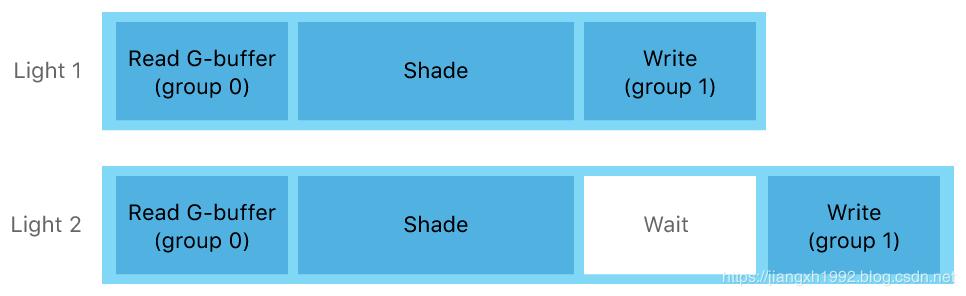 Light 1
Read G-buffer
(group 0)
Shade
Write
(group 1)
Light 2
Read G-buffer
(group 0)
Shade
Wait
Write
(group 1)
https://jiangxh1992.blog.csdn.net